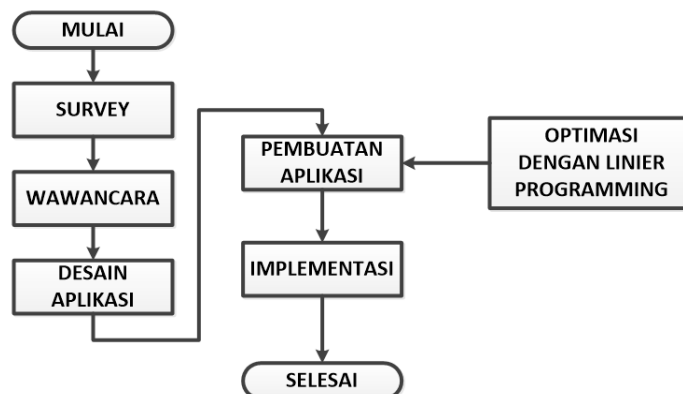 MULAI
SURVEY
WAWANCARA
DESAIN
APLIKASI
PEMBUATAN
APLIKASI
IMPLEMENTASI
SELESAI
OPTIMASI
DENGAN LINIER
PROGRAMMING